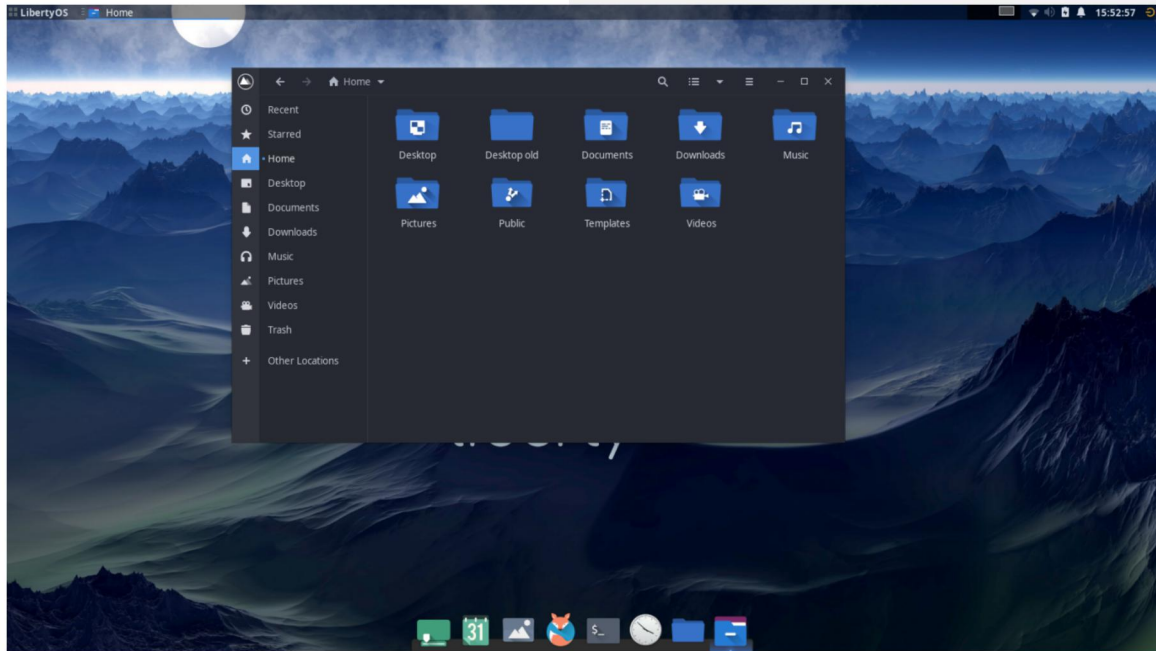 LibertyOS Home 15:52:57
Home
Recent
Starred
Home
Desktop
Documents
Downloads
Music
Pictures
Videos
Trash
Other Locations
Desktop Desktop old Documents Downloads Music
Pictures Public Templates Videos
31
$_